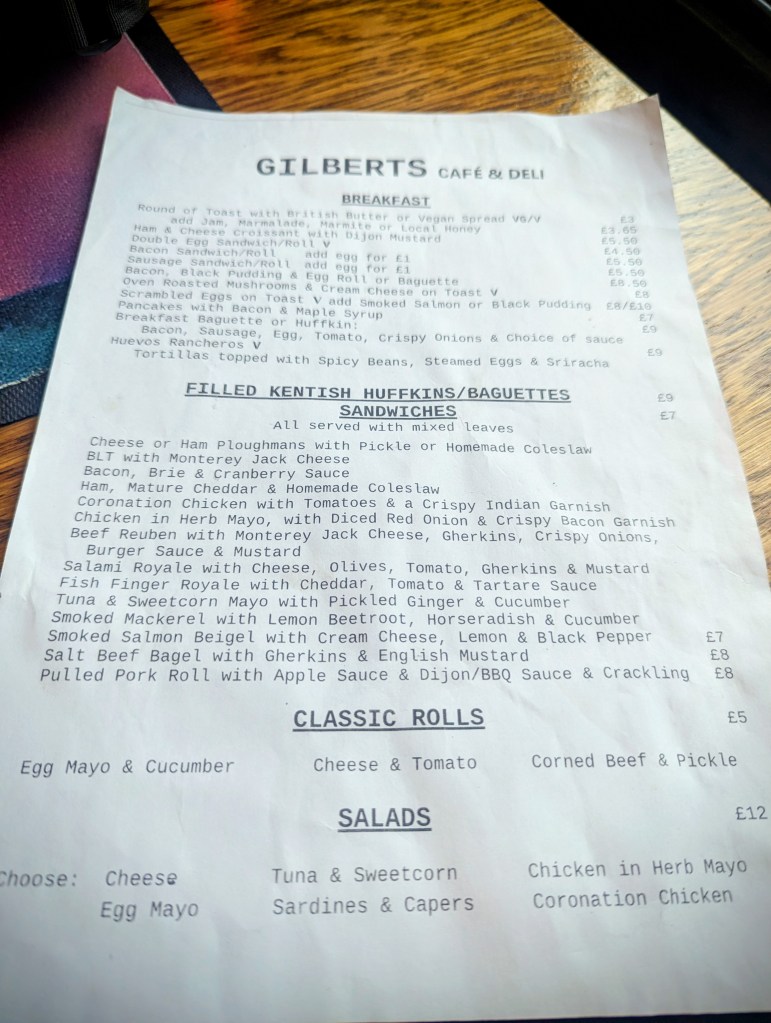 GILBERTS CAFÉ & DELI
BREAKFAST
Round of Toast with British Butter or Vegan Spread VG/V £3
add Jam, Marmalade, Marmite or Local Honey £3.65
Ham & Cheese Croissant with Dijon Mustard £5.50
Double Egg Sandwich/Roll V £4.50
Bacon Sandwich/Roll add egg for £1 £5.50
Sausage Sandwich/Roll add egg for £1 £5.50
Bacon, Black Pudding & Egg Roll or Baguette £8.50
Oven Roasted Mushrooms & Cream Cheese on Toast V £8
Scrambled Eggs on Toast V add Smoked Salmon or Black Pudding £8/£10
Pancakes with Bacon & Maple Syrup £7
Breakfast Baguette or Huffkin: £9
Bacon, Sausage, Egg, Tomato, Crispy Onions & Choice of sauce
Huevos Rancheros V £9
Tortillas topped with Spicy Beans, Steamed Eggs & Sriracha
FILLED KENTISH HUFFKINS/BAGUETTES £9
SANDWICHES £7
All served with mixed leaves
Cheese or Ham Ploughmans with Pickle or Homemade Coleslaw
BLT with Monterey Jack Cheese
Bacon, Brie & Cranberry Sauce
Ham, Mature Cheddar & Homemade Coleslaw
Coronation Chicken with Tomatoes & a Crispy Indian Garnish
Chicken in Herb Mayo, with Diced Red Onion & Crispy Bacon Garnish
Beef Reuben with Monterey Jack Cheese, Gherkins, Crispy Onions,
Burger Sauce & Mustard
Salami Royale with Cheese, Olives, Tomato, Gherkins & Mustard
Fish Finger Royale with Cheddar, Tomato & Tartare Sauce
Tuna & Sweetcorn Mayo with Pickled Ginger & Cucumber
Smoked Mackerel with Lemon Beetroot, Horseradish & Cucumber
Smoked Salmon Beigel with Cream Cheese, Lemon & Black Pepper £7
Salt Beef Bagel with Gherkins & English Mustard £8
Pulled Pork Roll with Apple Sauce & Dijon/BBQ Sauce & Crackling £8
CLASSIC ROLLS £5
Egg Mayo & Cucumber Cheese & Tomato Corned Beef & Pickle
SALADS £12
Choose: Cheese Tuna & Sweetcorn Chicken in Herb Mayo
Egg Mayo Sardines & Capers Coronation Chicken